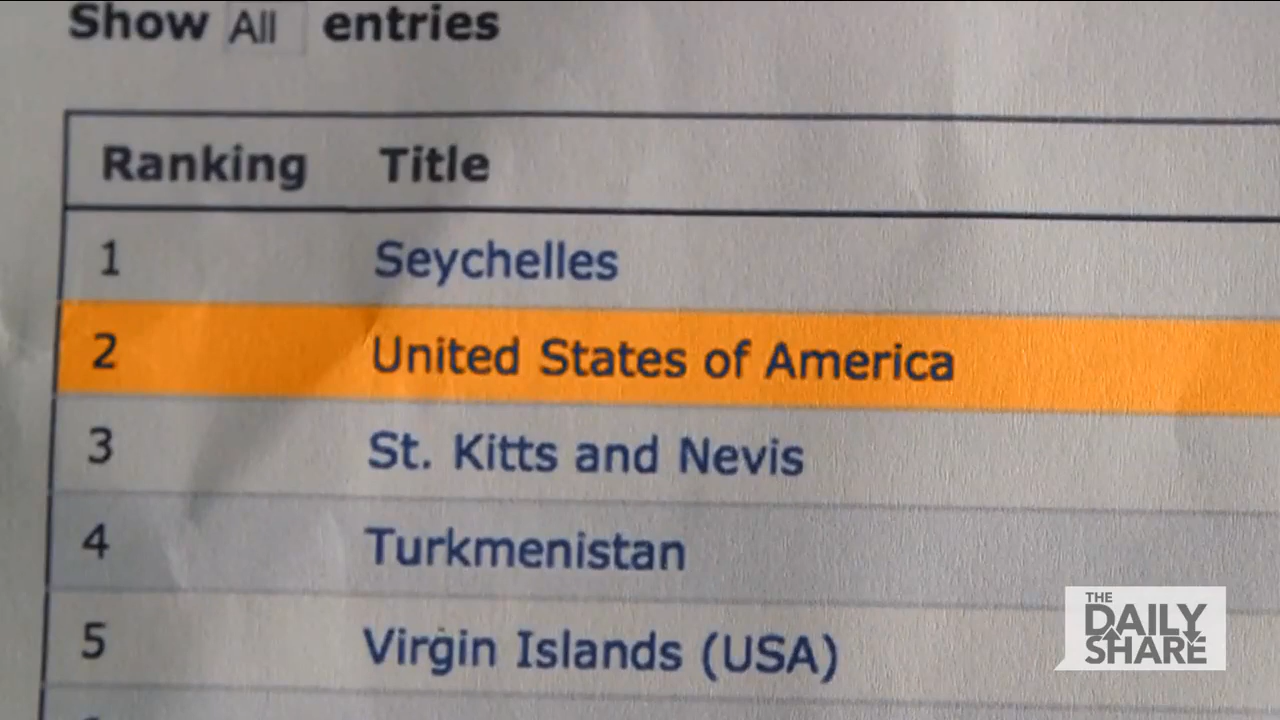 Show All entries
Ranking Title
1 Seychelles
2 United States of America
3 St. Kitts and Nevis
4 Turkmenistan
5 Virgin Islands (USA)
THE
DAILY
SHARE